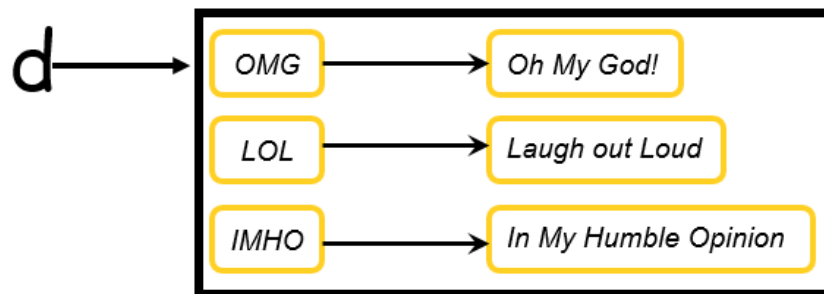 d
OMG
Oh My God!
LOL
Laugh out Loud
IMHO
In My Humble Opinion